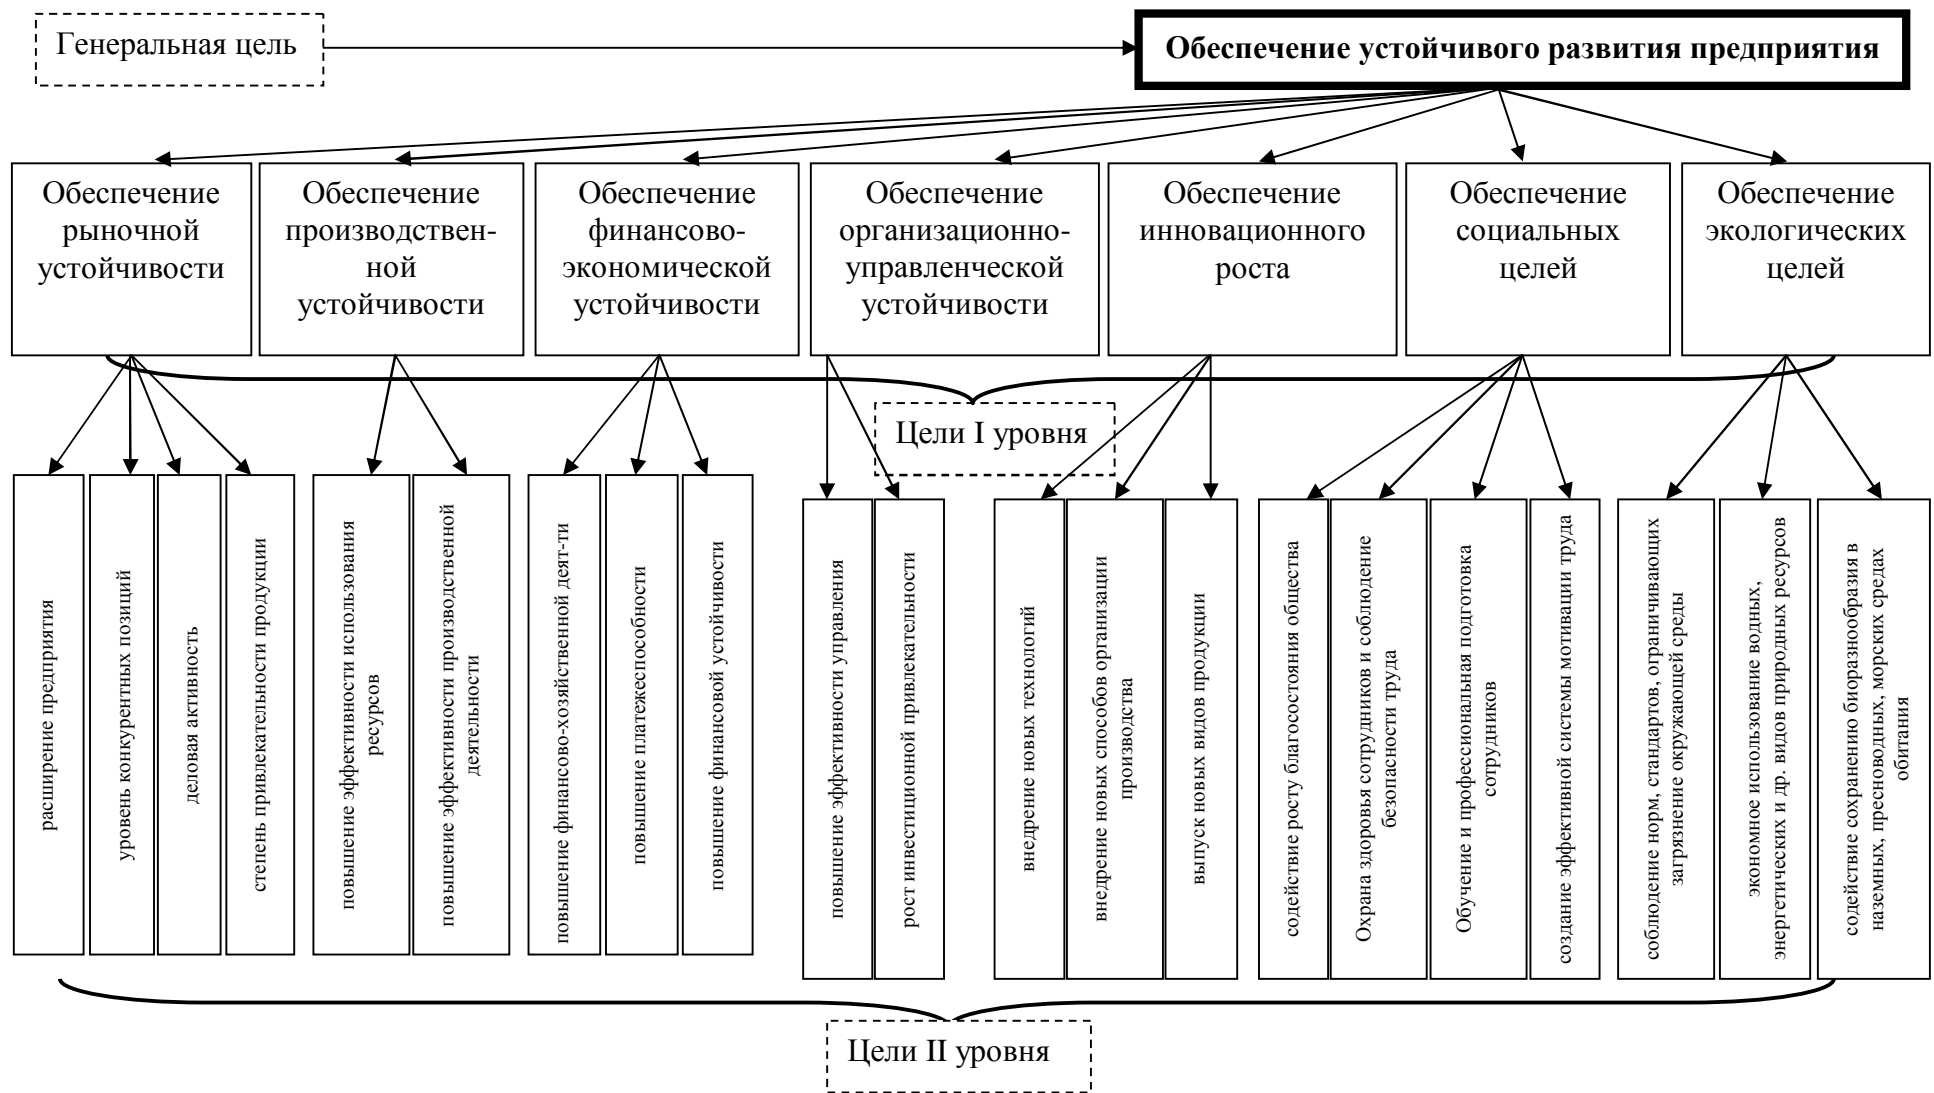 Генеральная цель
Обеспечение устойчивого развития предприятия
Обеспечение
рыночной
устойчивости
Обеспечение
производствен-
ной
устойчивости
Обеспечение
финансово-
экономической
устойчивости
Обеспечение
организационно-
управленческой
устойчивости
Обеспечение
инновационного
роста
Обеспечение
социальных
целей
Обеспечение
экологических
целей
Цели I уровня
расширение предприятия
уровень конкурентных позиций
деловая активность
степень привлекательности продукции
повышение эффективности использования
ресурсов
повышение эффективности производственной
деятельности
повышение финансово-хозяйственной деят-ти
повышение платежеспособности
повышение финансовой устойчивости
повышение эффективности управления
рост инвестиционной привлекательности
внедрение новых технологий
внедрение новых способов организации
производства
выпуск новых видов продукции
содействие росту благосостояния общества
Охрана здоровья сотрудников и соблюдение
безопасности труда
Обучение и профессиональная подготовка
сотрудников
создание эффективной системы мотивации труда
соблюдение норм, стандартов, ограничивающих
загрязнение окружающей среды
экономное использование водных,
энергетических и др. видов природных ресурсов
содействие сохранению биоразнообразия в
наземных, пресноводных, морских средах
обитания
Цели II уровня